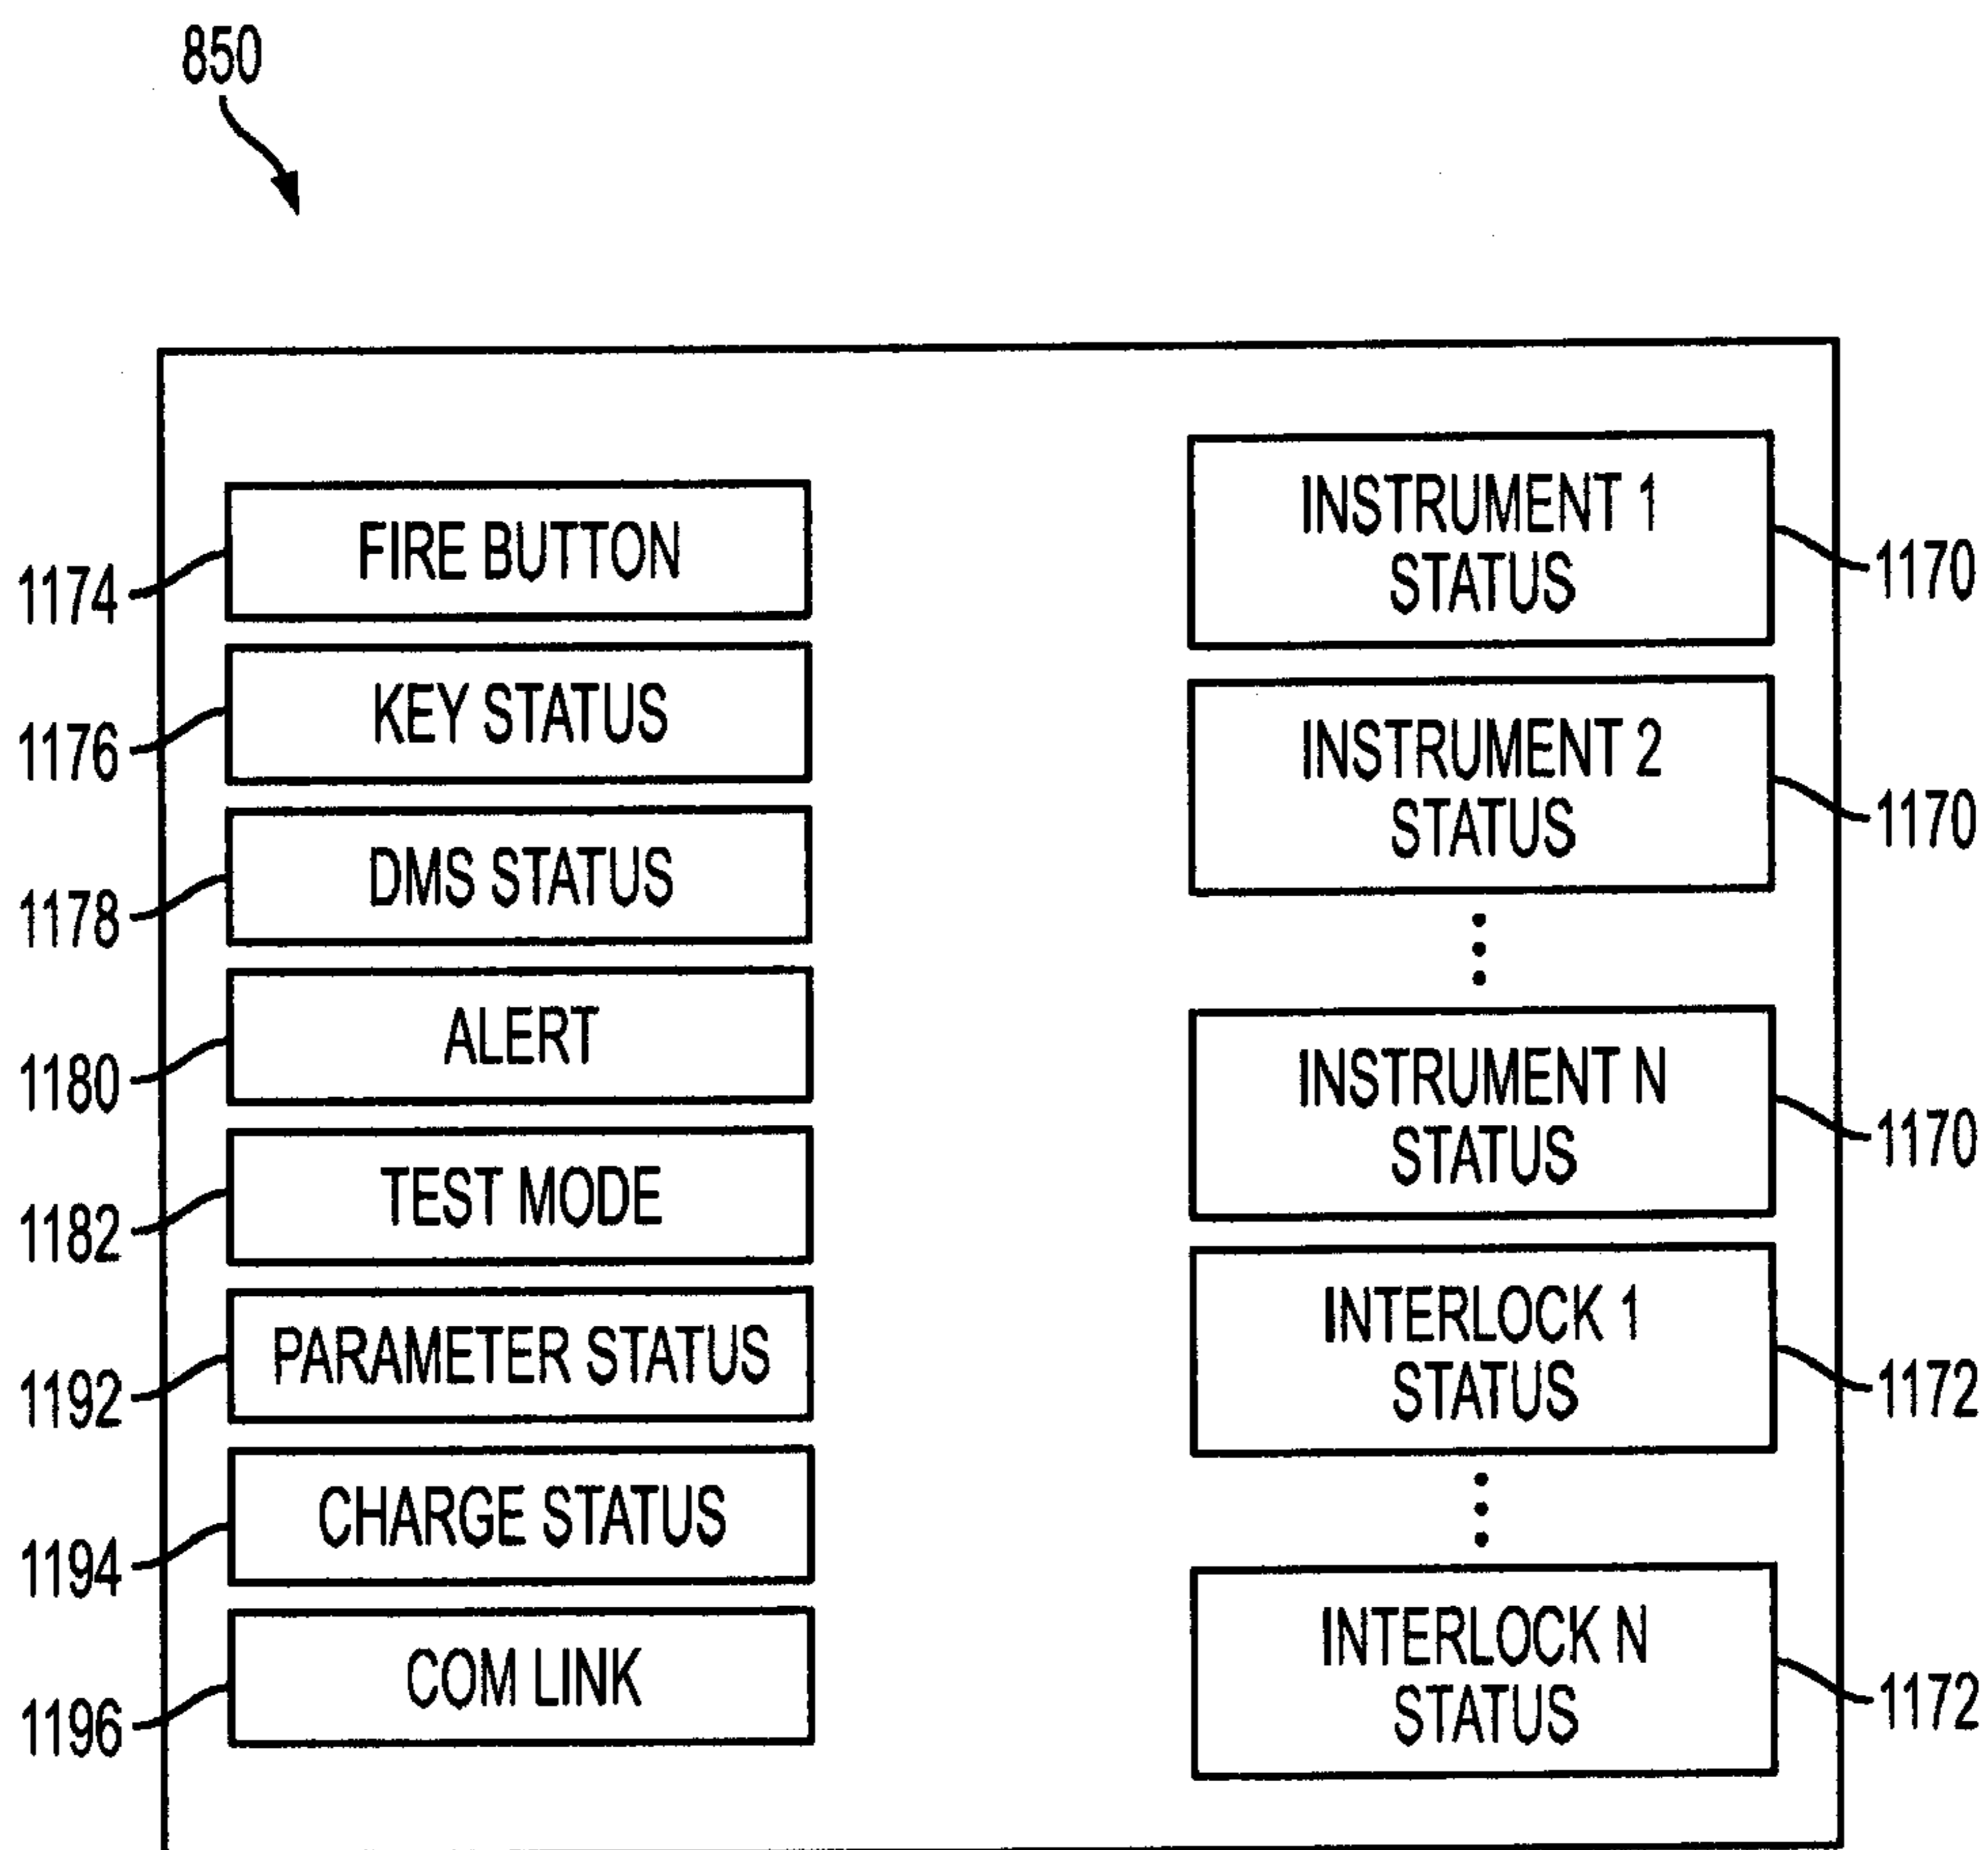 850
FIRE BUTTON
1174
KEY STATUS
1176
DMS STATUS
1178
ALERT
1180
TEST MODE
1182
PARAMETER STATUS
1192
CHARGE STATUS
1194
COM LINK
1196
INSTRUMENT 1
STATUS
1170
INSTRUMENT 2
STATUS
1170
INSTRUMENT N
STATUS
1170
INTERLOCK 1
STATUS
1172
INTERLOCK N
STATUS
1172